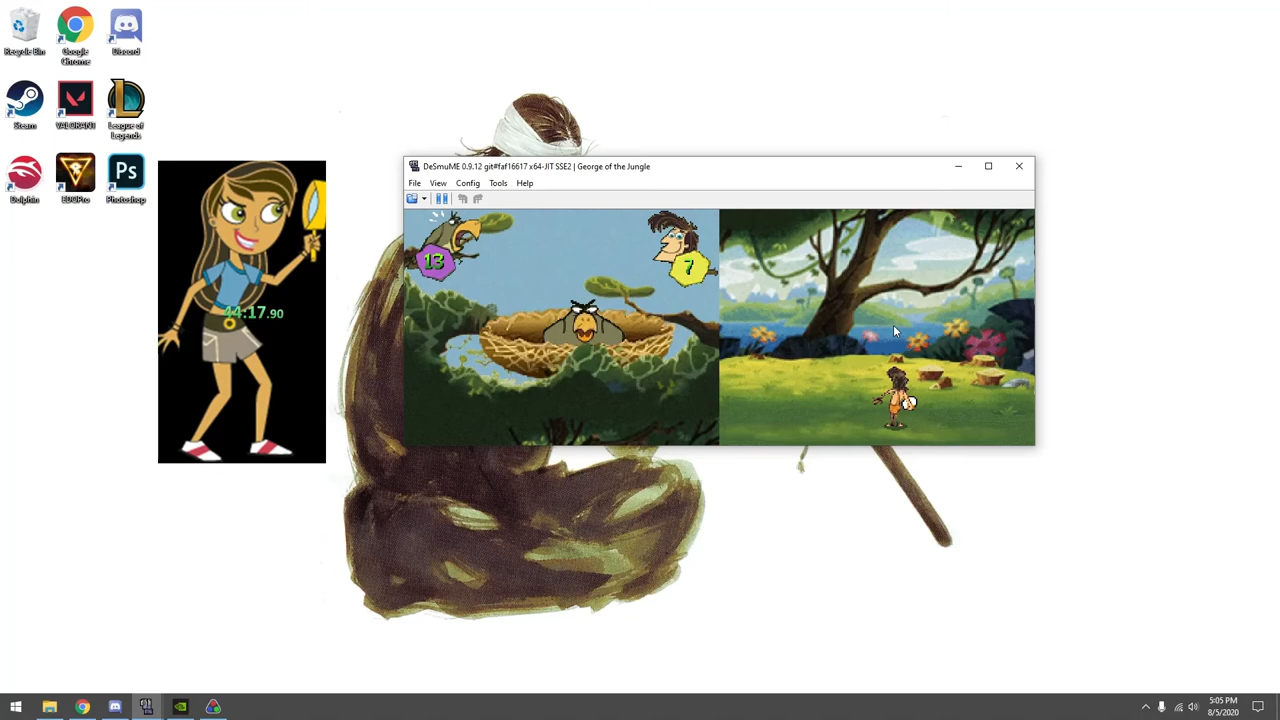 Recycle Bin
Google Chrome
Discord
Steam
VALORANT
League of Legends
Dolphin
EDOPro
Photoshop
44:17.90
DeSmuME 0.9.12 git#faf16617 x64-JIT SSE2 | George of the Jungle
File View Config Tools Help
13
7
Ps
5:05 PM
8/5/2020